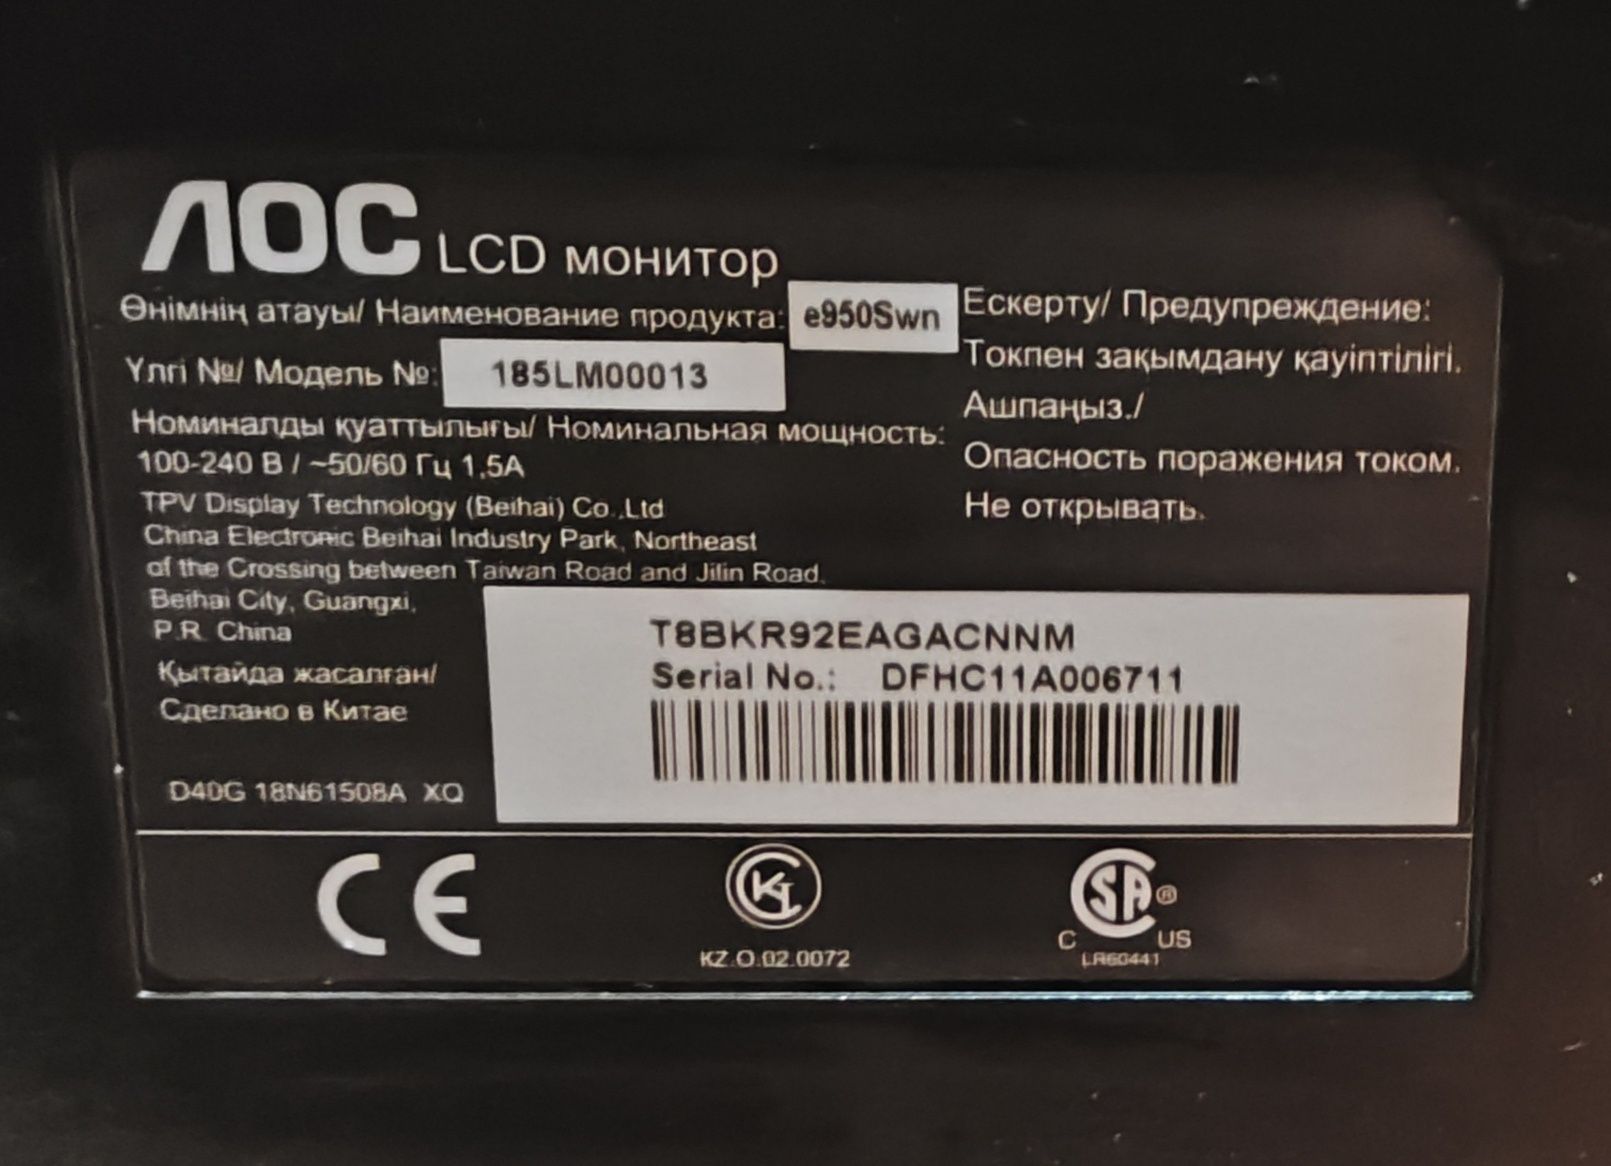 AOC LCD монитор
Өнімнің атауы/ Наименование продукта: e950Swn
Үлгі №/ Модель №: 185LM00013
Номиналды қуаттылығы/ Номинальная мощность:
100-240 В / ~50/60 Гц 1,5А
TPV Display Technology (Beihai) Co.,Ltd
China Electronic Beihai Industry Park, Northeast
of the Crossing between Taiwan Road and Jilin Road,
Beihai City, Guangxi,
P.R. China
Қытайда жасалған/
Сделано в Китае
D40G 18N61508A XQ
Ескерту/ Предупреждение:
Токпен зақымдану қауіптілігі.
Ашпаңыз./
Опасность поражения током.
Не открывать.
T8BKR92EAGACNNM
Serial No.: DFHC11A006711
CE
KZ.O.02.0072
CSA®
C US
LR60441